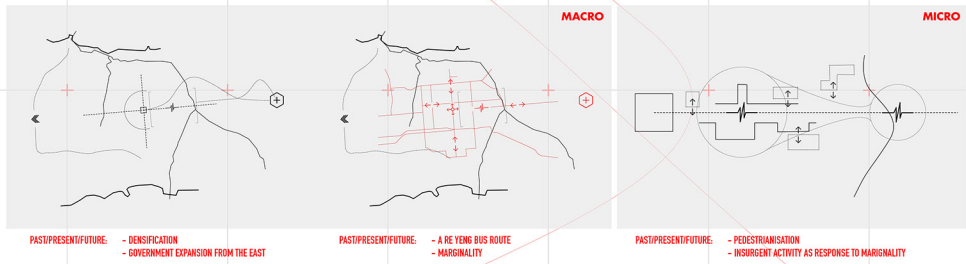 MACRO
MICRO
PAST/PRESENT/FUTURE: - DENSIFICATION
- GOVERNMENT EXPANSION FROM THE EAST
PAST/PRESENT/FUTURE: - A RE YENG BUS ROUTE
- MARGINALITY
PAST/PRESENT/FUTURE: - PEDESTRIANISATION
- INSURGENT ACTIVITY AS RESPONSE TO MARIGNALITY